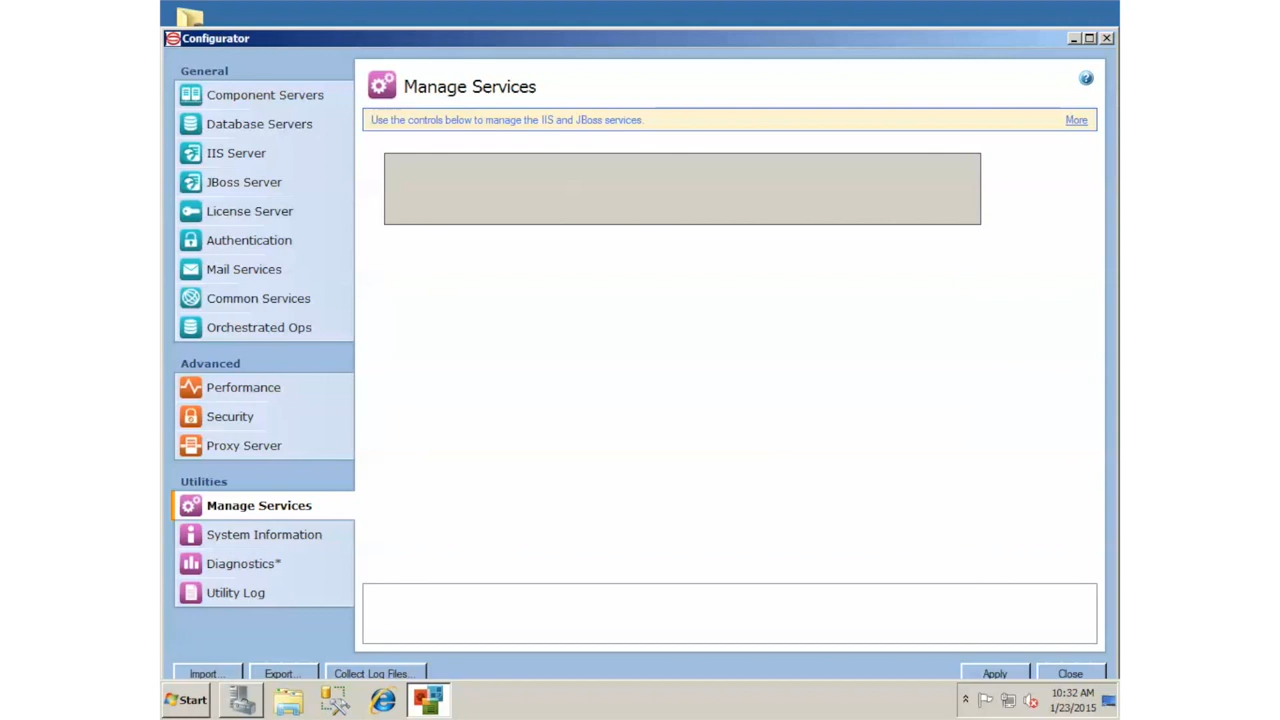 Configurator
General
Component Servers
Database Servers
IIS Server
JBoss Server
License Server
Authentication
Mail Services
Common Services
Orchestrated Ops
Advanced
Performance
Security
Proxy Server
Utilities
Manage Services
System Information
Diagnostics"
Utility Log
Manage Services
Use the controls below to manage the IIS and JBoss services.
More
Import...
Export...
Collect Log Files...
Apply
Close
Start
10:32 AM
1/23/2015